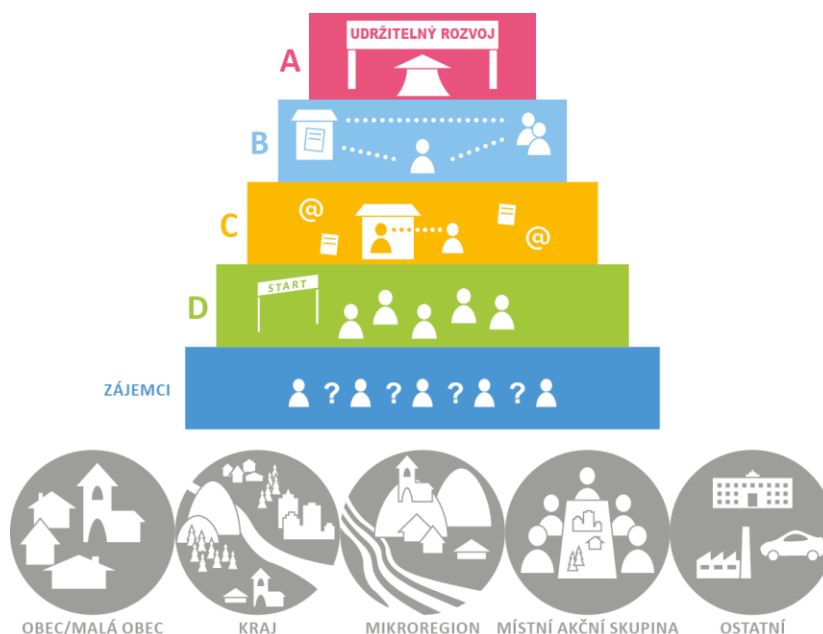 UDRŽITELNÝ ROZVOJ
A
B
@
C
@
START
D
ZÁJEMCI
? ? ? ?
OBEC/MALÁ OBEC
KRAJ
MIKROREGION
MÍSTNÍ AKČNÍ SKUPINA
OSTATNÍ